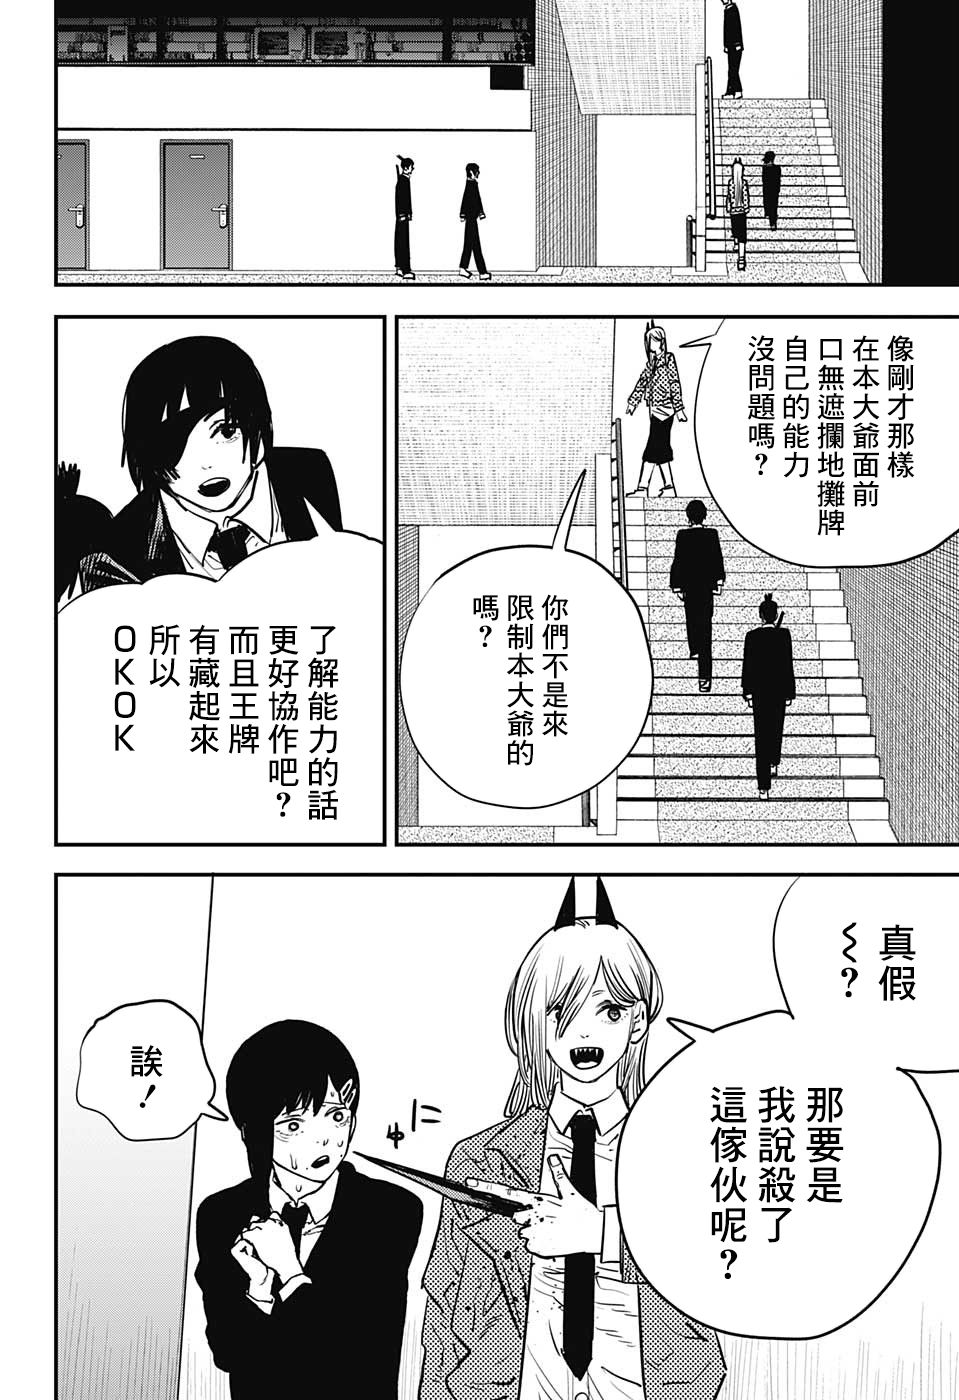 像剛才那樣
在本大爺面前
口無遮攔地攤牌
自己的能力
沒問題嗎？
你們不是來
限制本大爺的
嗎？
了解能力的話
更好協作吧？
而且王牌
有藏起來
所以
OKOK
真假
～？
那要是
我說殺了
這傢伙呢？
誒！
にゅ